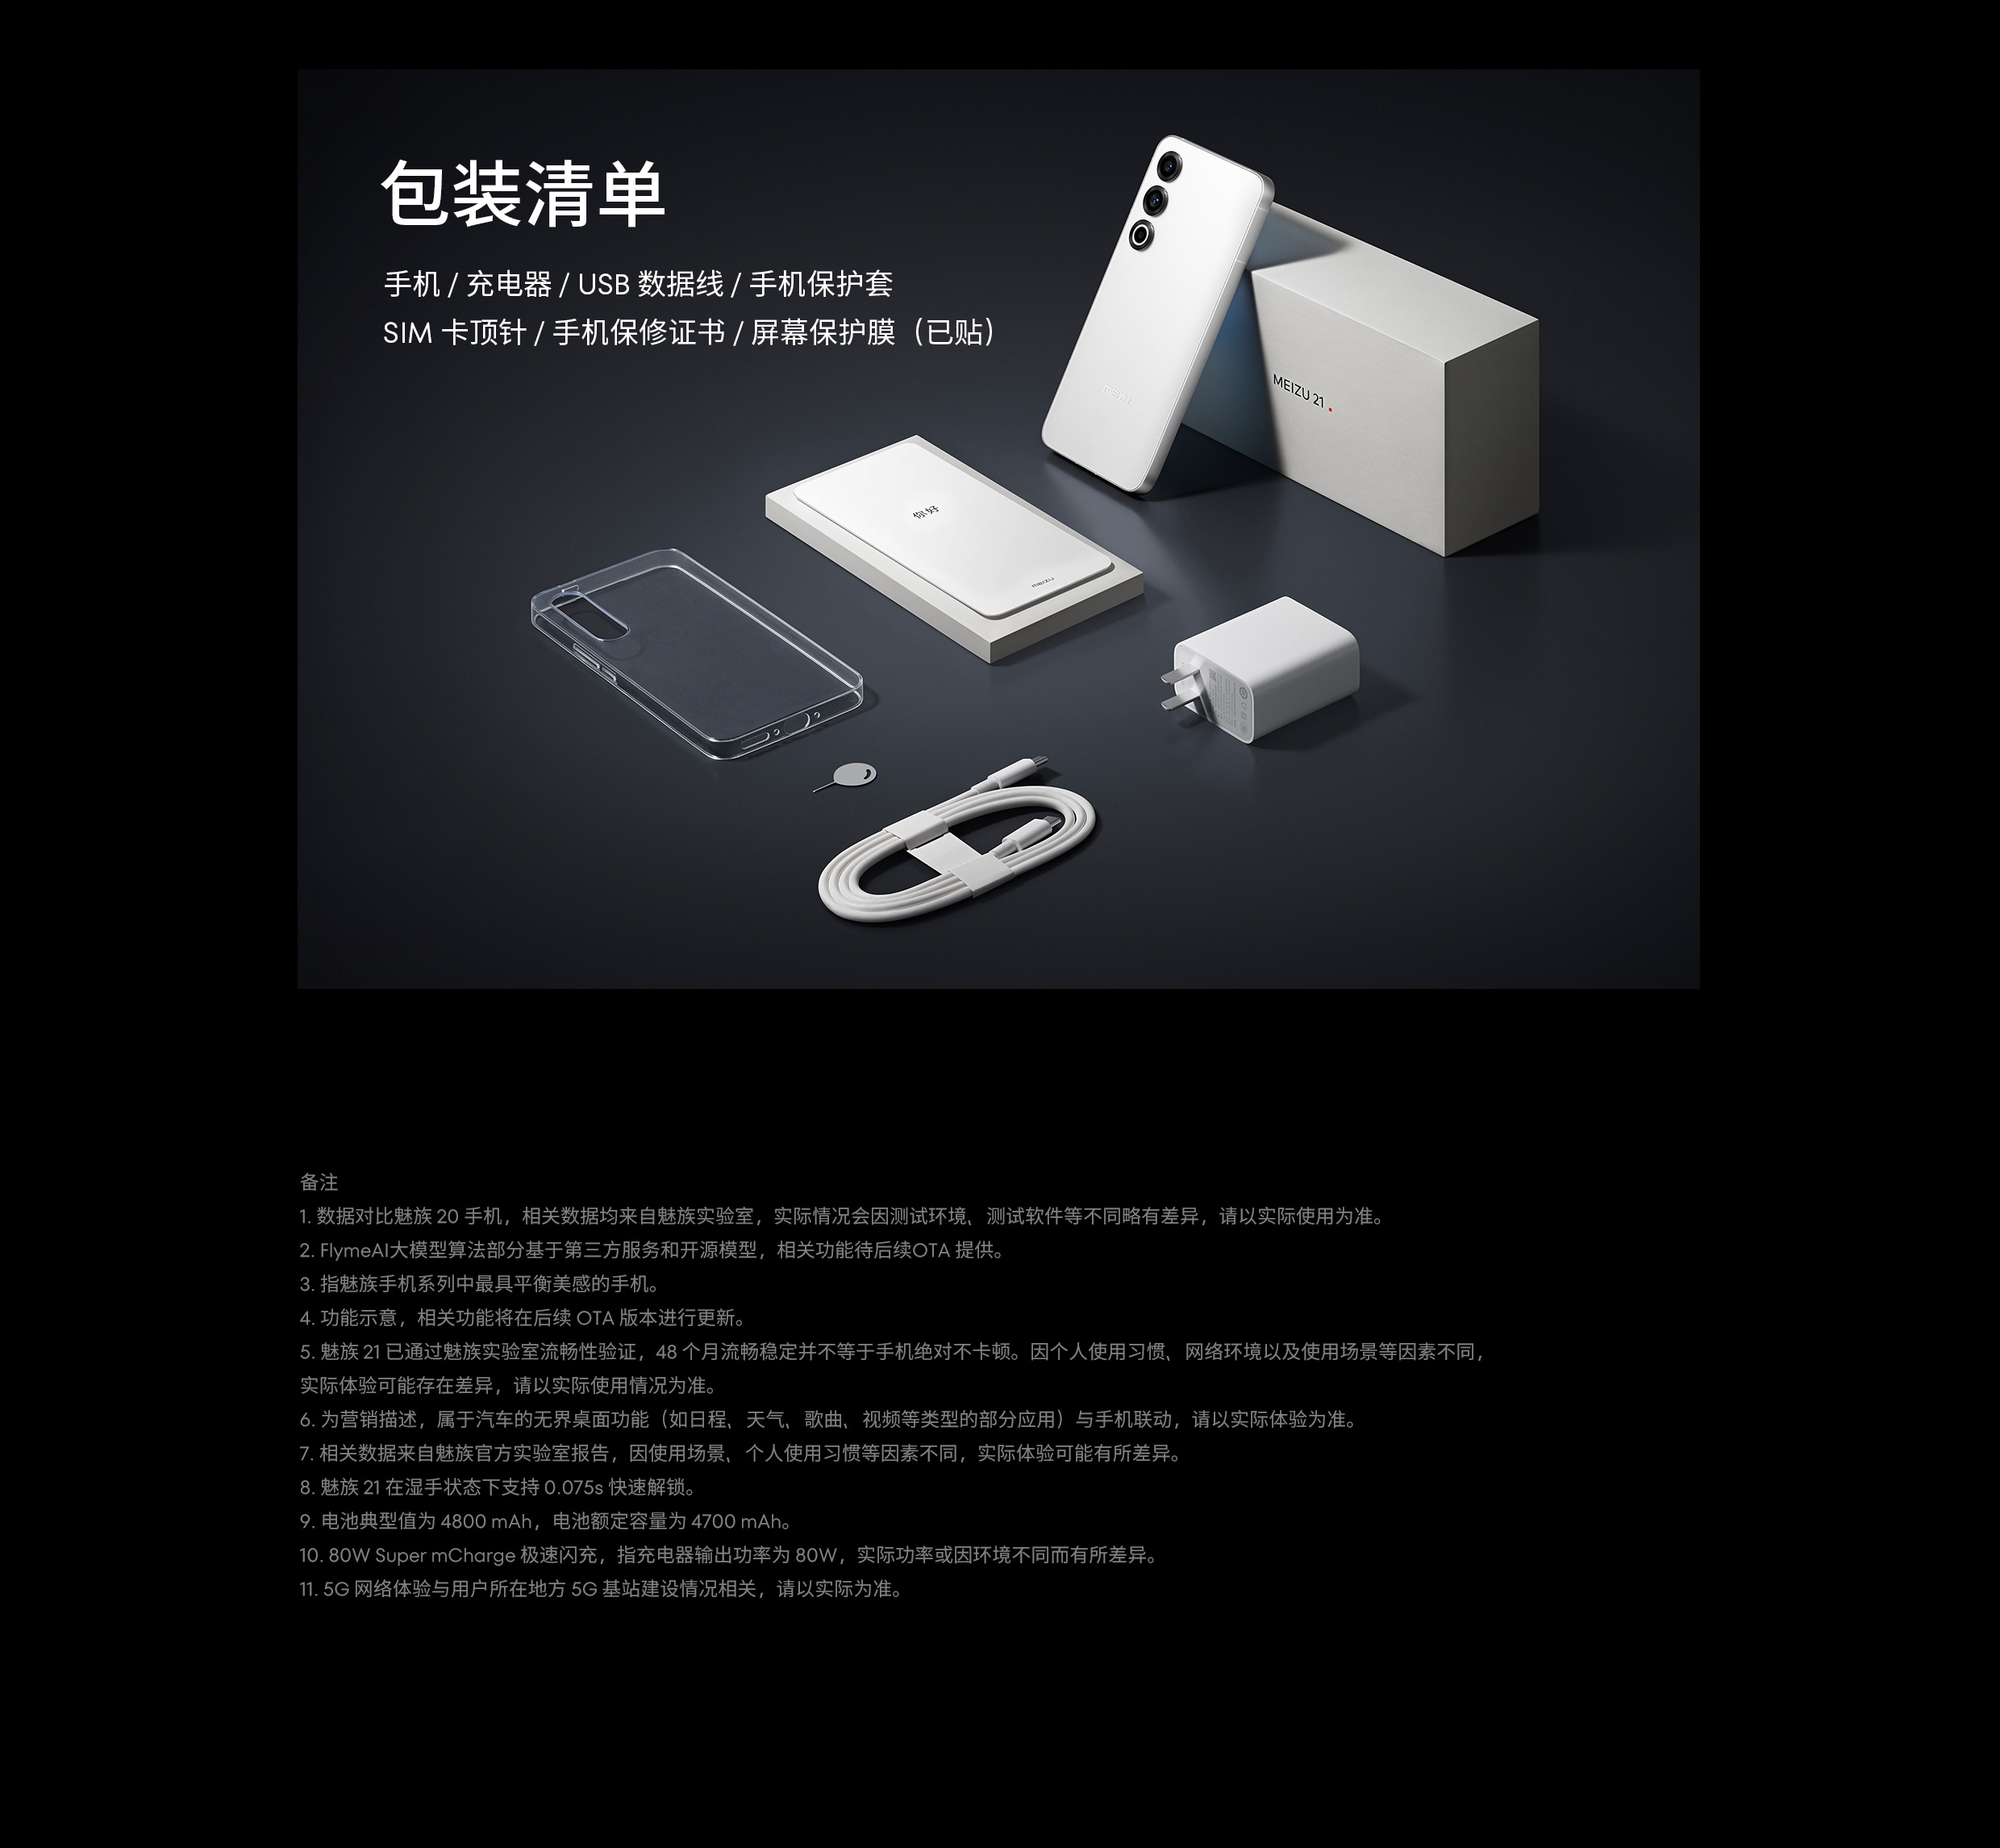 包装清单
手机 / 充电器 / USB 数据线 / 手机保护套
SIM 卡顶针 / 手机保修证书 / 屏幕保护膜（已贴）
MEIZU
MEIZU 21
你好
MEIZU
备注
1. 数据对比魅族 20 手机，相关数据均来自魅族实验室，实际情况会因测试环境、测试软件等不同略有差异，请以实际使用为准。
2. FlymeAI大模型算法部分基于第三方服务和开源模型，相关功能待后续OTA 提供。
3. 指魅族手机系列中最具平衡美感的手机。
4. 功能示意，相关功能将在后续 OTA 版本进行更新。
5. 魅族 21 已通过魅族实验室流畅性验证，48 个月流畅稳定并不等于手机绝对不卡顿。因个人使用习惯、网络环境以及使用场景等因素不同，
实际体验可能存在差异，请以实际使用情况为准。
6. 为营销描述，属于汽车的无界桌面功能（如日程、天气、歌曲、视频等类型的部分应用）与手机联动，请以实际体验为准。
7. 相关数据来自魅族官方实验室报告，因使用场景、个人使用习惯等因素不同，实际体验可能有所差异。
8. 魅族 21 在湿手状态下支持 0.075s 快速解锁。
9. 电池典型值为 4800 mAh，电池额定容量为 4700 mAh。
10. 80W Super mCharge 极速闪充，指充电器输出功率为 80W，实际功率或因环境不同而有所差异。
11. 5G 网络体验与用户所在地方 5G 基站建设情况相关，请以实际为准。